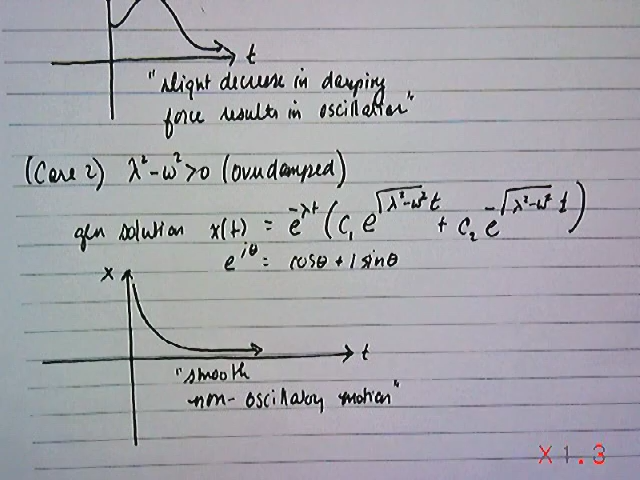 t
"slight decrease in damping
force results in oscillation"
(Case 2) λ²-ω²>0 (overdamped)
gen solution x(t) = e^{-λt} (C₁ e^{√(λ²-ω²) t} + C₂ e^{-√(λ²-ω²) t})
e^{iθ} = cosθ + i sinθ
x
t
"smooth
non-oscillatory motion"
X1.3